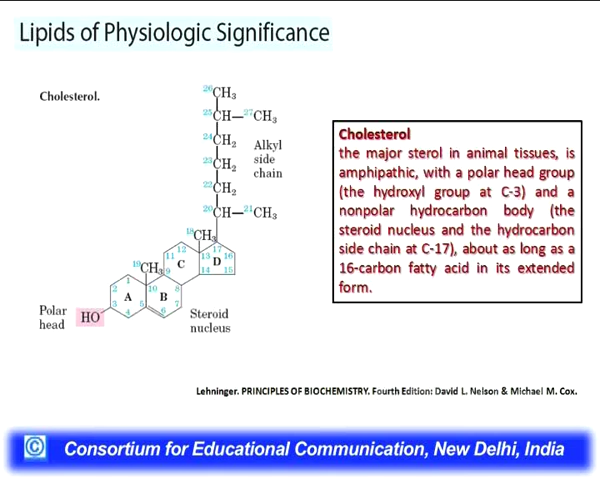 Lipids of Physiologic Significance
Cholesterol.
26CH3
25CH—27CH3
24CH2
Alkyl
side
chain
23CH2
22CH2
20CH—21CH3
18CH3
12 17 16
11 C 13 D
14 15
19CH3 9
1
2 10 8
A B
3 5 7
4 6
Polar
head
HO
Steroid
nucleus
Cholesterol
the major sterol in animal tissues, is
amphipathic, with a polar head group
(the hydroxyl group at C-3) and a
nonpolar hydrocarbon body (the
steroid nucleus and the hydrocarbon
side chain at C-17), about as long as a
16-carbon fatty acid in its extended
form.
Lehninger. PRINCIPLES OF BIOCHEMISTRY. Fourth Edition: David L. Nelson & Michael M. Cox.
© Consortium for Educational Communication, New Delhi, India